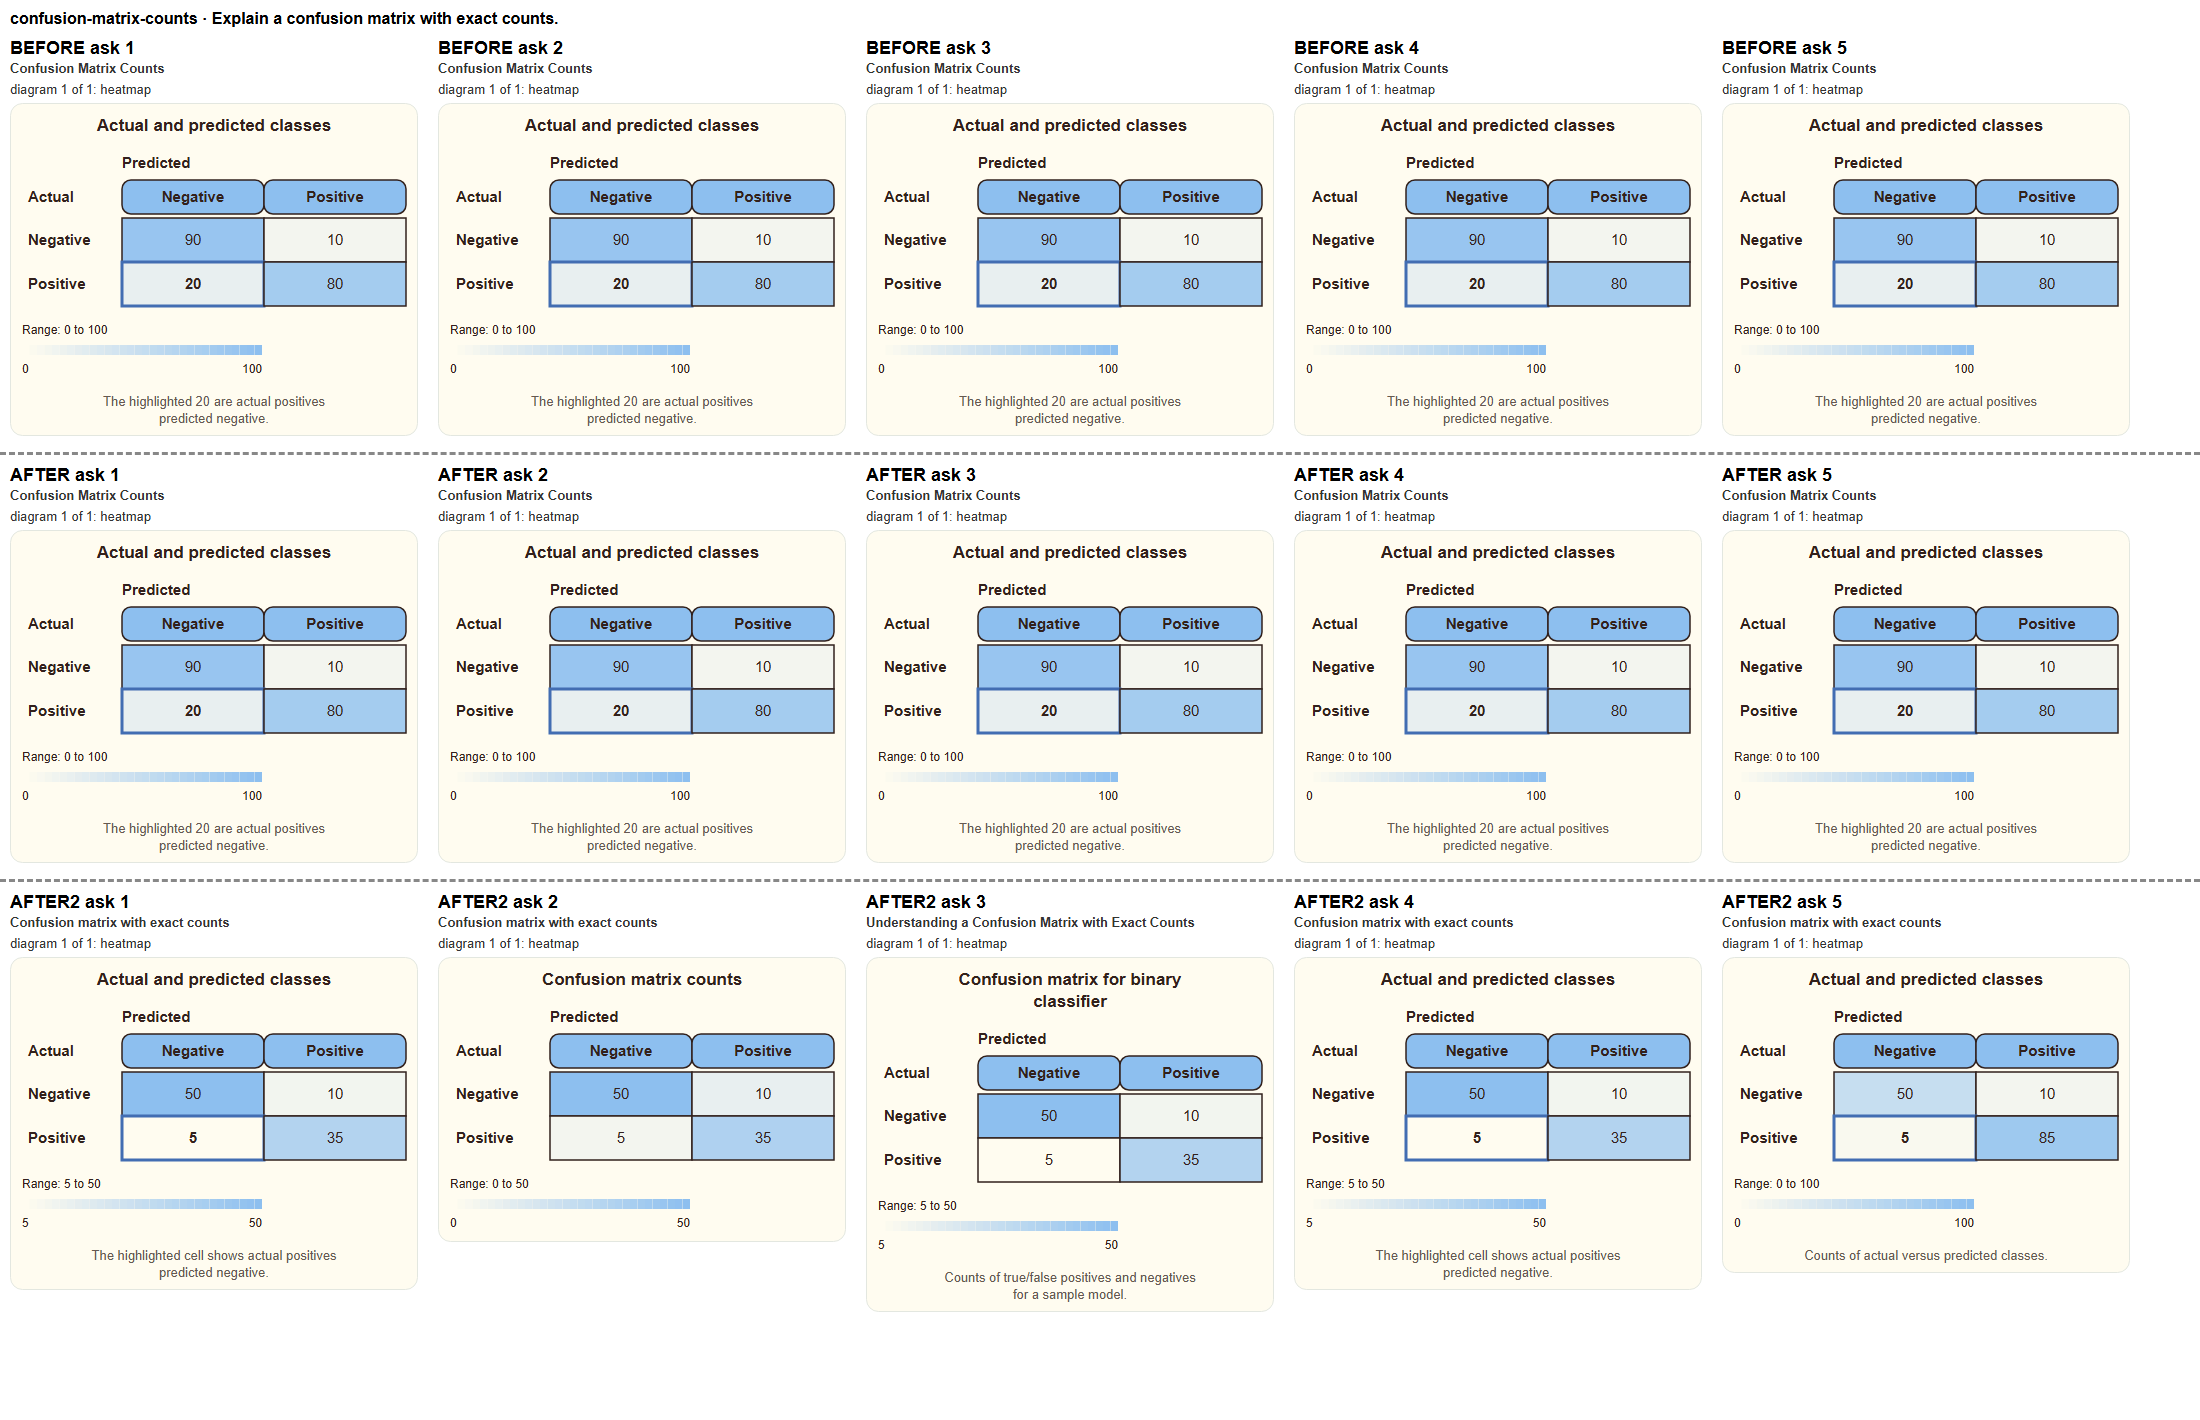 confusion-matrix-counts · Explain a confusion matrix with exact counts.
BEFORE ask 1
Confusion Matrix Counts
diagram 1 of 1: heatmap
Actual and predicted classes
Predicted
Actual Negative Positive
Negative 90 10
Positive 20 80
Range: 0 to 100
0 100
The highlighted 20 are actual positives
predicted negative.
BEFORE ask 2
Confusion Matrix Counts
diagram 1 of 1: heatmap
Actual and predicted classes
Predicted
Actual Negative Positive
Negative 90 10
Positive 20 80
Range: 0 to 100
0 100
The highlighted 20 are actual positives
predicted negative.
BEFORE ask 3
Confusion Matrix Counts
diagram 1 of 1: heatmap
Actual and predicted classes
Predicted
Actual Negative Positive
Negative 90 10
Positive 20 80
Range: 0 to 100
0 100
The highlighted 20 are actual positives
predicted negative.
BEFORE ask 4
Confusion Matrix Counts
diagram 1 of 1: heatmap
Actual and predicted classes
Predicted
Actual Negative Positive
Negative 90 10
Positive 20 80
Range: 0 to 100
0 100
The highlighted 20 are actual positives
predicted negative.
BEFORE ask 5
Confusion Matrix Counts
diagram 1 of 1: heatmap
Actual and predicted classes
Predicted
Actual Negative Positive
Negative 90 10
Positive 20 80
Range: 0 to 100
0 100
The highlighted 20 are actual positives
predicted negative.
AFTER ask 1
Confusion Matrix Counts
diagram 1 of 1: heatmap
Actual and predicted classes
Predicted
Actual Negative Positive
Negative 90 10
Positive 20 80
Range: 0 to 100
0 100
The highlighted 20 are actual positives
predicted negative.
AFTER ask 2
Confusion Matrix Counts
diagram 1 of 1: heatmap
Actual and predicted classes
Predicted
Actual Negative Positive
Negative 90 10
Positive 20 80
Range: 0 to 100
0 100
The highlighted 20 are actual positives
predicted negative.
AFTER ask 3
Confusion Matrix Counts
diagram 1 of 1: heatmap
Actual and predicted classes
Predicted
Actual Negative Positive
Negative 90 10
Positive 20 80
Range: 0 to 100
0 100
The highlighted 20 are actual positives
predicted negative.
AFTER ask 4
Confusion Matrix Counts
diagram 1 of 1: heatmap
Actual and predicted classes
Predicted
Actual Negative Positive
Negative 90 10
Positive 20 80
Range: 0 to 100
0 100
The highlighted 20 are actual positives
predicted negative.
AFTER ask 5
Confusion Matrix Counts
diagram 1 of 1: heatmap
Actual and predicted classes
Predicted
Actual Negative Positive
Negative 90 10
Positive 20 80
Range: 0 to 100
0 100
The highlighted 20 are actual positives
predicted negative.
AFTER2 ask 1
Confusion matrix with exact counts
diagram 1 of 1: heatmap
Actual and predicted classes
Predicted
Actual Negative Positive
Negative 50 10
Positive 5 35
Range: 5 to 50
5 50
The highlighted cell shows actual positives
predicted negative.
AFTER2 ask 2
Confusion matrix with exact counts
diagram 1 of 1: heatmap
Confusion matrix counts
Predicted
Actual Negative Positive
Negative 50 10
Positive 5 35
Range: 0 to 50
0 50
AFTER2 ask 3
Understanding a Confusion Matrix with Exact Counts
diagram 1 of 1: heatmap
Confusion matrix for binary
classifier
Predicted
Actual Negative Positive
Negative 50 10
Positive 5 35
Range: 5 to 50
5 50
Counts of true/false positives and negatives
for a sample model.
AFTER2 ask 4
Confusion matrix with exact counts
diagram 1 of 1: heatmap
Actual and predicted classes
Predicted
Actual Negative Positive
Negative 50 10
Positive 5 35
Range: 5 to 50
5 50
The highlighted cell shows actual positives
predicted negative.
AFTER2 ask 5
Confusion matrix with exact counts
diagram 1 of 1: heatmap
Actual and predicted classes
Predicted
Actual Negative Positive
Negative 50 10
Positive 5 85
Range: 0 to 100
0 100
Counts of actual versus predicted classes.